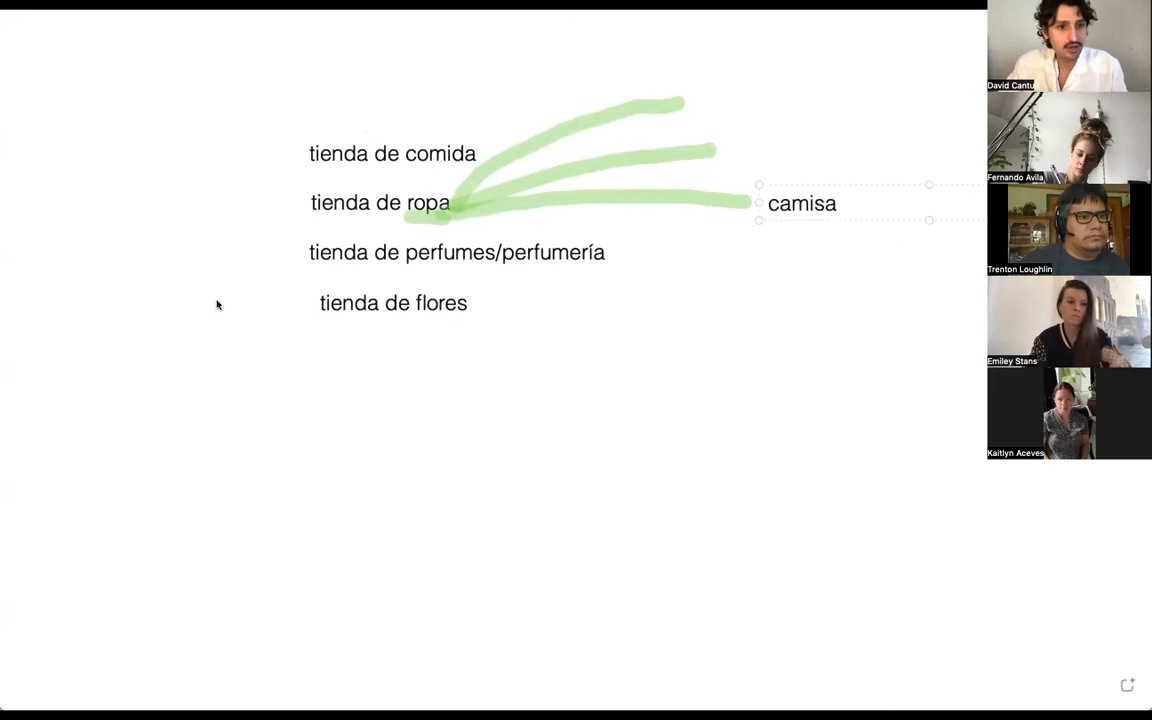 tienda de comida
tienda de ropa
camisa
tienda de perfumes/perfumería
tienda de flores
David Cantu
Fernando Avila
Trenton Loughlin
Emiley Stans
Kaitlyn Aceves